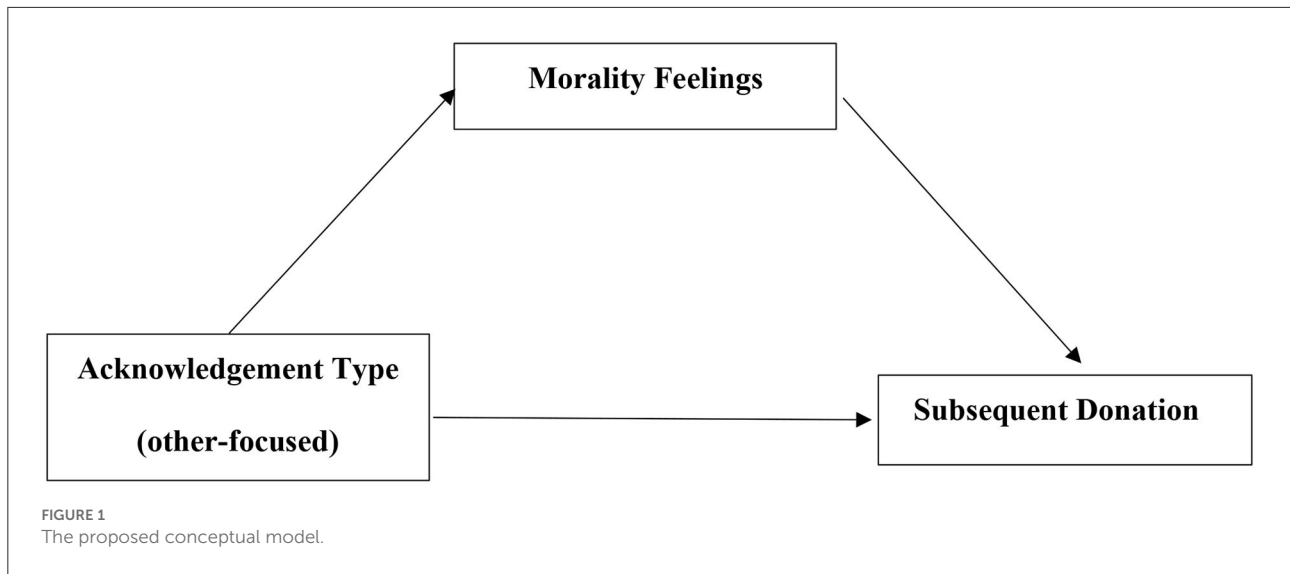 Morality Feelings
Acknowledgement Type
(other-focused)
Subsequent Donation
FIGURE 1
The proposed conceptual model.